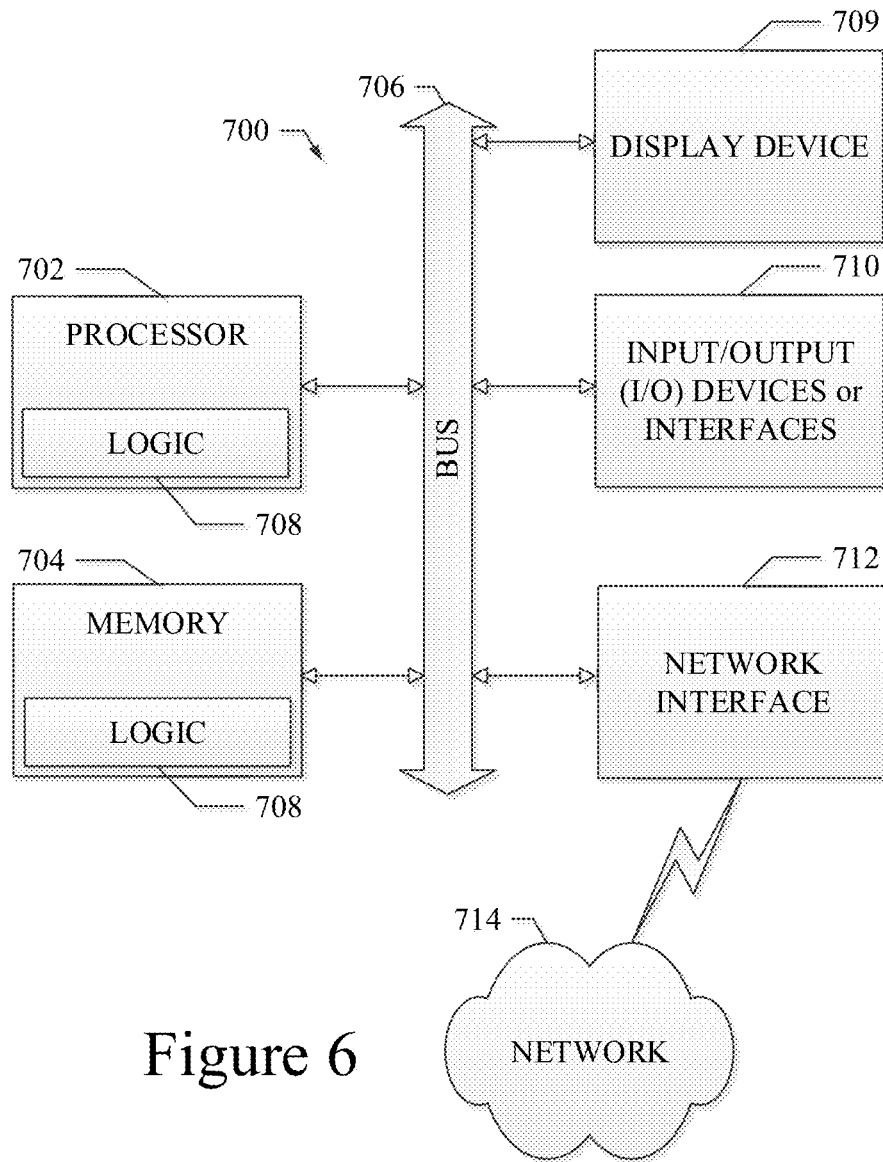 709
706
700
DISPLAY DEVICE
702
710
PROCESSOR
INPUT/OUTPUT
(I/O) DEVICES or
INTERFACES
LOGIC
BUS
708
704
712
MEMORY
NETWORK
INTERFACE
LOGIC
708
714
Figure 6
NETWORK